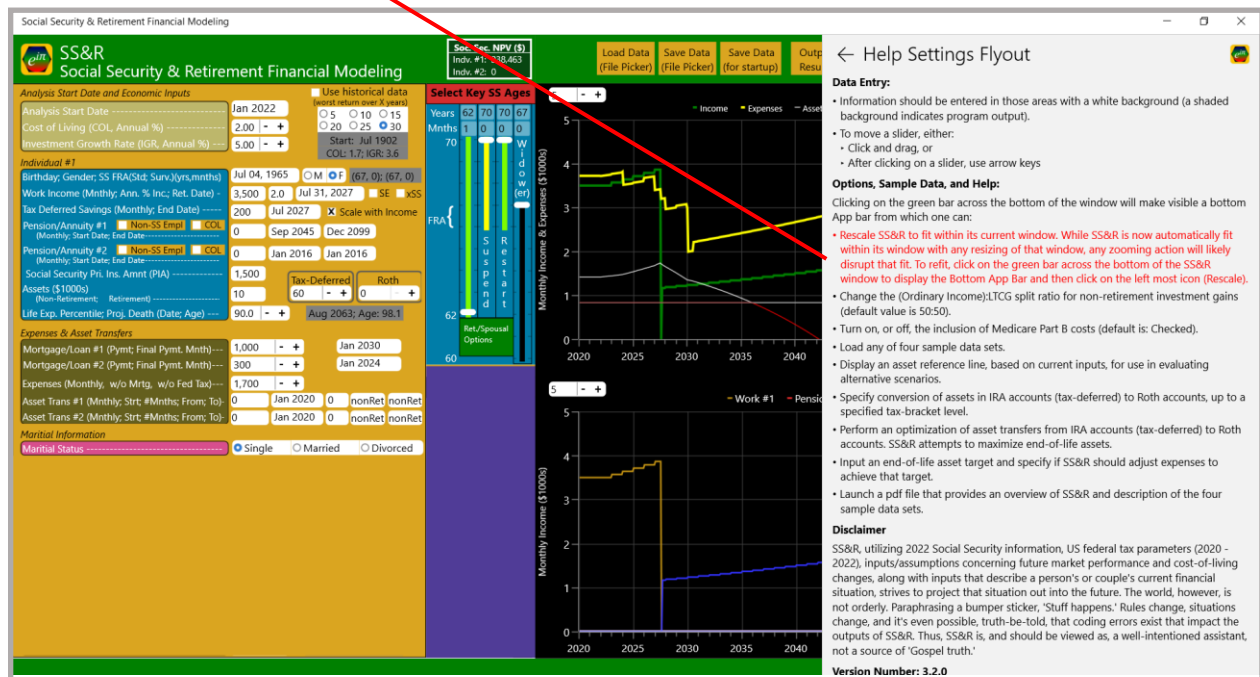 Social Security & Retirement Financial Modeling
ein
SS&R
Social Security & Retirement Financial Modeling
Soc. Sec. NPV ($)
Indv. #1: 338,463
Indv. #2: 0
Load Data
(File Picker)
Save Data
(File Picker)
Save Data
(for startup)
Outp
Resu
Analysis Start Date and Economic Inputs
Use historical data
(worst return over X years)
Analysis Start Date
Jan 2022
5 10 15
20 25 30
Cost of Living (COL, Annual %)
2.00 - +
Start: Jul 1902
COL: 1.7; IGR: 3.6
Investment Growth Rate (IGR, Annual %)
5.00 - +
Individual #1
Birthday; Gender; SS FRA(Std; Surv.)(yrs,mnths)
Jul 04, 1965 M F (67, 0); (67, 0)
Work Income (Mnthly; Ann. % Inc.; Ret. Date)
3,500 2.0 Jul 31, 2027 SE xSS
Tax Deferred Savings (Monthly; End Date)
200 Jul 2027 X Scale with Income
Pension/Annuity #1 Non-SS Empl COL
(Monthly; Start Date; End Date
0 Sep 2045 Dec 2099
Pension/Annuity #2 Non-SS Empl COL
(Monthly; Start Date; End Date
0 Jan 2016 Jan 2016
Social Security Pri. Ins. Amnt (PIA)
1,500
Tax-Deferred Roth
Assets ($1000s)
(Non-Retirement; Retirement)
10 60 - + 0 - +
Life Exp. Percentile; Proj. Death (Date; Age)
90.0 - + Aug 2063; Age: 98.1
Expenses & Asset Transfers
Mortgage/Loan #1 (Pymt; Final Pymt. Mnth)
1,000 - + Jan 2030
Mortgage/Loan #2 (Pymt; Final Pymt. Mnth)
300 - + Jan 2024
Expenses (Monthly, w/o Mrtg, w/o Fed Tax)
1,700 - +
Asset Trans #1 (Mnthly; Strt; #Mnths; From; To)
0 Jan 2020 0 nonRet nonRet
Asset Trans #2 (Mnthly; Strt; #Mnths; From; To)
0 Jan 2020 0 nonRet nonRet
Maritial Information
Maritial Status
Single Married Divorced
Select Key SS Ages
Years 62 70 70 67
Mnths 1 0 0 0
70
FRA{
62
60
Suspend
Restart
Widow(er)
Ret./Spousal
Options
- +
Income Expenses Asset
Monthly Income & Expenses ($1000s)
5
4
3
2
1
0
2020 2025 2030 2035 2040
5 - +
Work #1 Pensi
Monthly Income ($1000s)
5
4
3
2
1
0
2020 2025 2030 2035 2040
← Help Settings Flyout
ein
Data Entry:
• Information should be entered in those areas with a white background (a shaded
background indicates program output).
• To move a slider, either:
• Click and drag, or
• After clicking on a slider, use arrow keys
Options, Sample Data, and Help:
Clicking on the green bar across the bottom of the window will make visible a bottom
App bar from which one can:
• Rescale SS&R to fit within its current window. While SS&R is now automatically fit
within its window with any resizing of that window, any zooming action will likely
disrupt that fit. To refit, click on the green bar across the bottom of the SS&R
window to display the Bottom App Bar and then click on the left most icon (Rescale).
• Change the (Ordinary Income):LTCG split ratio for non-retirement investment gains
(default value is 50:50).
• Turn on, or off, the inclusion of Medicare Part B costs (default is: Checked).
• Load any of four sample data sets.
• Display an asset reference line, based on current inputs, for use in evaluating
alternative scenarios.
• Specify conversion of assets in IRA accounts (tax-deferred) to Roth accounts, up to a
specified tax-bracket level.
• Perform an optimization of asset transfers from IRA accounts (tax-deferred) to Roth
accounts. SS&R attempts to maximize end-of-life assets.
• Input an end-of-life asset target and specify if SS&R should adjust expenses to
achieve that target.
• Launch a pdf file that provides an overview of SS&R and description of the four
sample data sets.
Disclaimer
SS&R, utilizing 2022 Social Security information, US federal tax parameters (2020 -
2022), inputs/assumptions concerning future market performance and cost-of-living
changes, along with inputs that describe a person's or couple's current financial
situation, strives to project that situation out into the future. The world, however, is
not orderly. Paraphrasing a bumper sticker, 'Stuff happens.' Rules change, situations
change, and it's even possible, truth-be-told, that coding errors exist that impact the
outputs of SS&R. Thus, SS&R is, and should be viewed as, a well-intentioned assistant,
not a source of 'Gospel truth.'
Version Number: 3.2.0